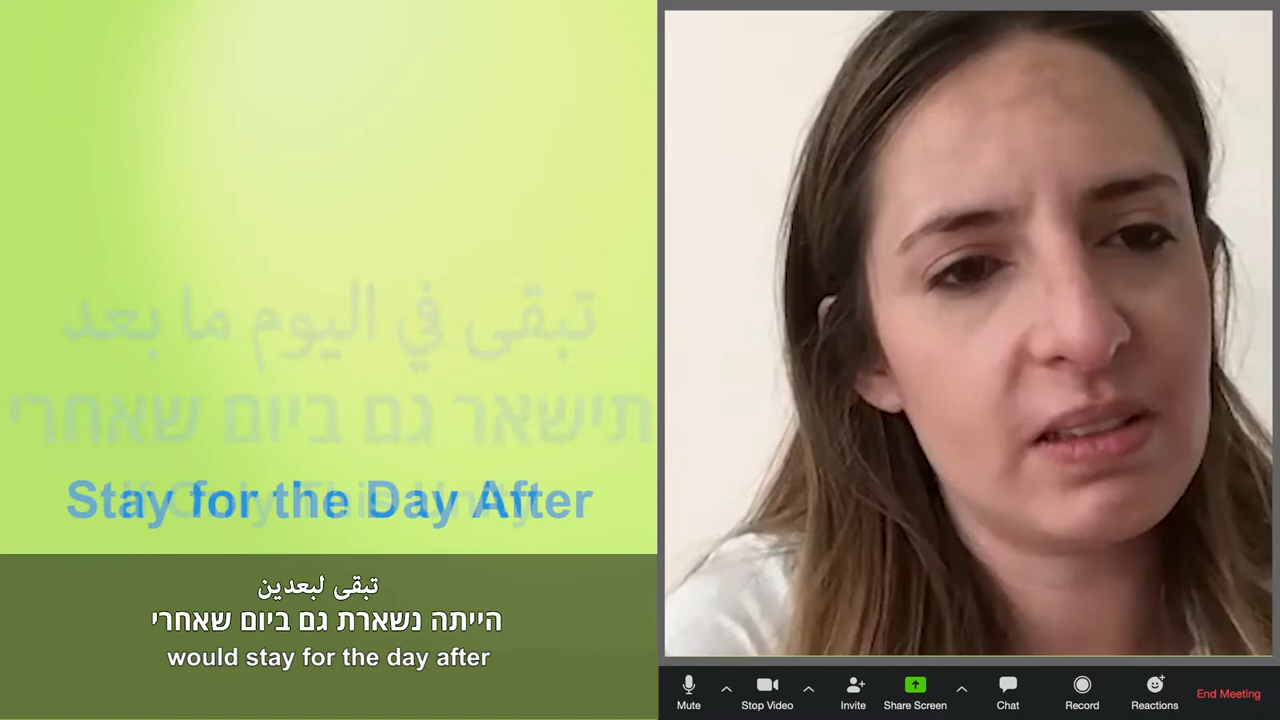 تبقى في اليوم ما بعد
תישאר גם ביום שאחרי
Stay for the Day After
تبقى لبعدين
הייתה נשארת גם ביום שאחרי
would stay for the day after
Mute
Stop Video
Invite
Share Screen
Chat
Record
Reactions
End Meeting